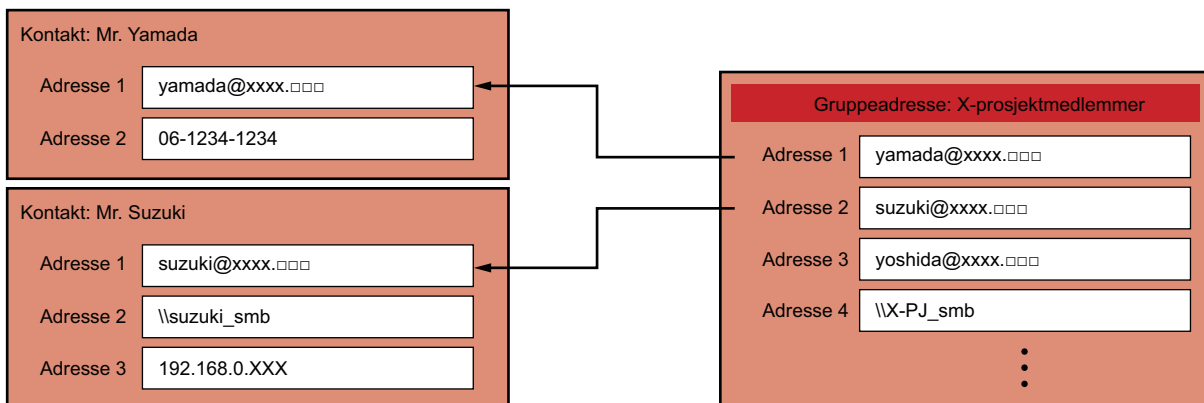 Kontakt: Mr. Yamada
Adresse 1 yamada@xxxx.□□□
Adresse 2 06-1234-1234
Kontakt: Mr. Suzuki
Adresse 1 suzuki@xxxx.□□□
Adresse 2 \\suzuki_smb
Adresse 3 192.168.0.XXX
Gruppeadresse: X-prosjektmedlemmer
Adresse 1 yamada@xxxx.□□□
Adresse 2 suzuki@xxxx.□□□
Adresse 3 yoshida@xxxx.□□□
Adresse 4 \\X-PJ_smb